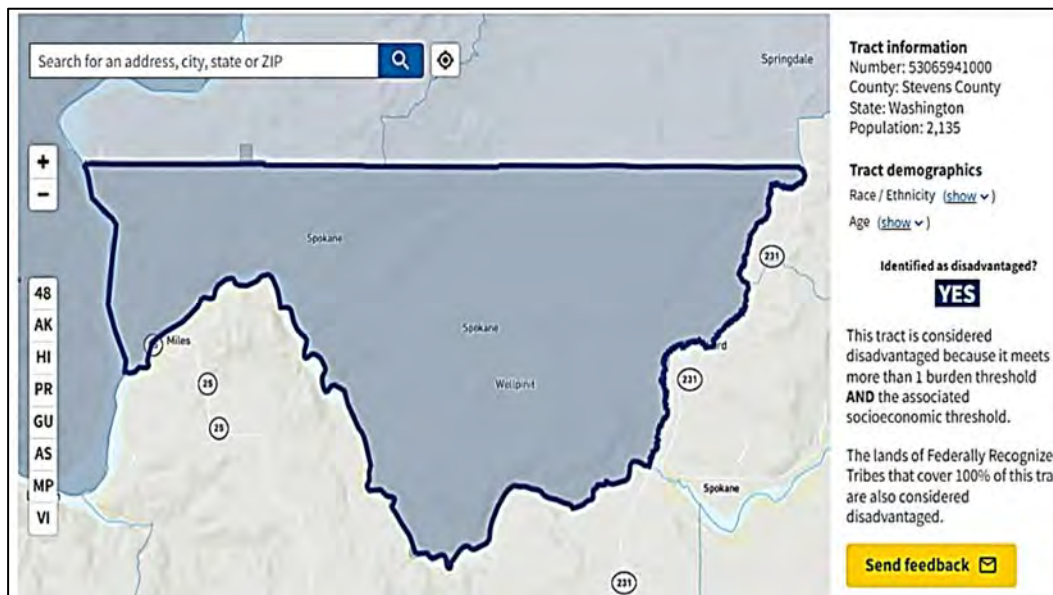 Search for an address, city, state or ZIP
Springdale
+
−
Spokane
231
48
AK
HI
PR
GU
AS
MP
VI
Miles
25
25
Spokane
Wellpinit
231
Spokane
231
Tract information
Number: 53065941000
County: Stevens County
State: Washington
Population: 2,135
Tract demographics
Race / Ethnicity (show)
Age (show)
Identified as disadvantaged?
YES
This tract is considered
disadvantaged because it meets
more than 1 burden threshold
AND the associated
socioeconomic threshold.
The lands of Federally Recognize
Tribes that cover 100% of this tra
are also considered
disadvantaged.
Send feedback